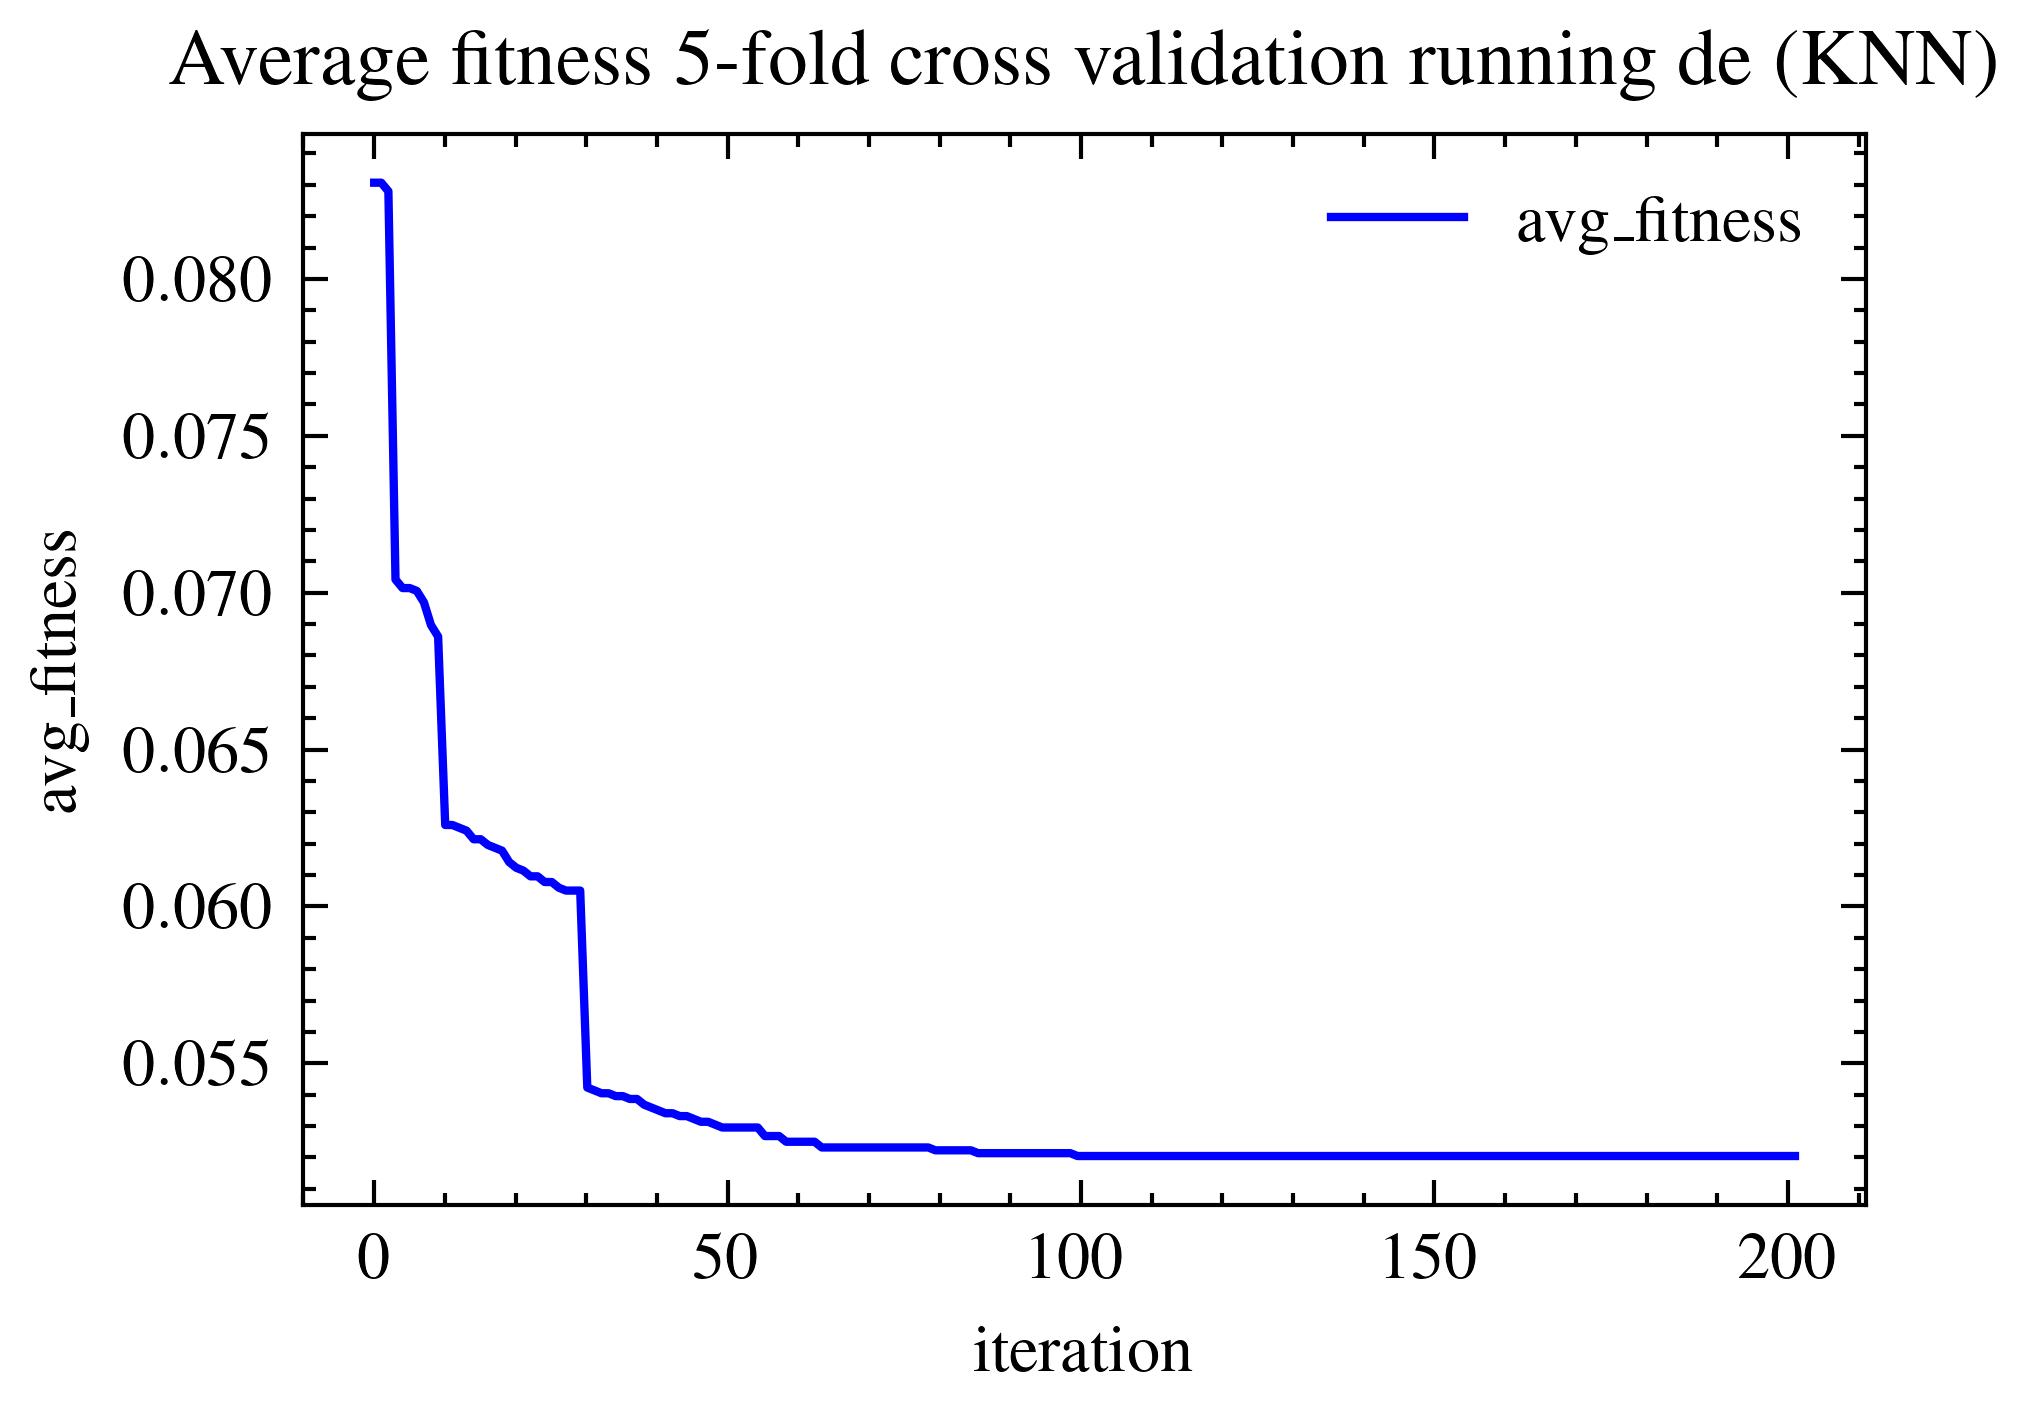 Average fitness 5-fold cross validation running de (KNN)
avg_fitness
0.080
0.075
0.070
0.065
0.060
0.055
avg_fitness
0 50 100 150 200
iteration